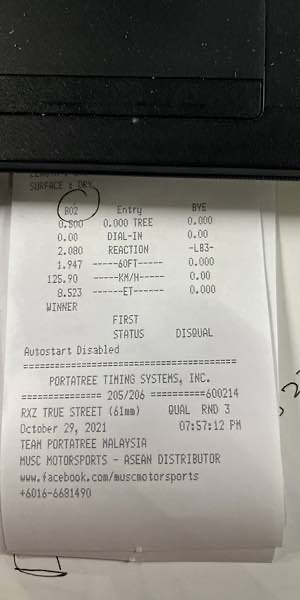 SURFACE : DRY
B02 Entry BYE
0.500 0.000 TREE 0.000
0.00 DIAL-IN 0.00
2.080 REACTION -LB3-
1.947 -----60FT----- 0.000
125.90 -----KM/H----- 0.00
8.523 ------ET------ 0.000
WINNER
FIRST
STATUS DISQUAL
Autostart Disabled
=====================================
PORTATREE TIMING SYSTEMS, INC.
=============== 205/206 ==========600214
RXZ TRUE STREET (61mm) QUAL RND 3
October 29, 2021 07:57:12 PM
TEAM PORTATREE MALAYSIA
MUSC MOTORSPORTS - ASEAN DISTRIBUTOR
www.facebook.com/muscmotorsports
+6016-6681490